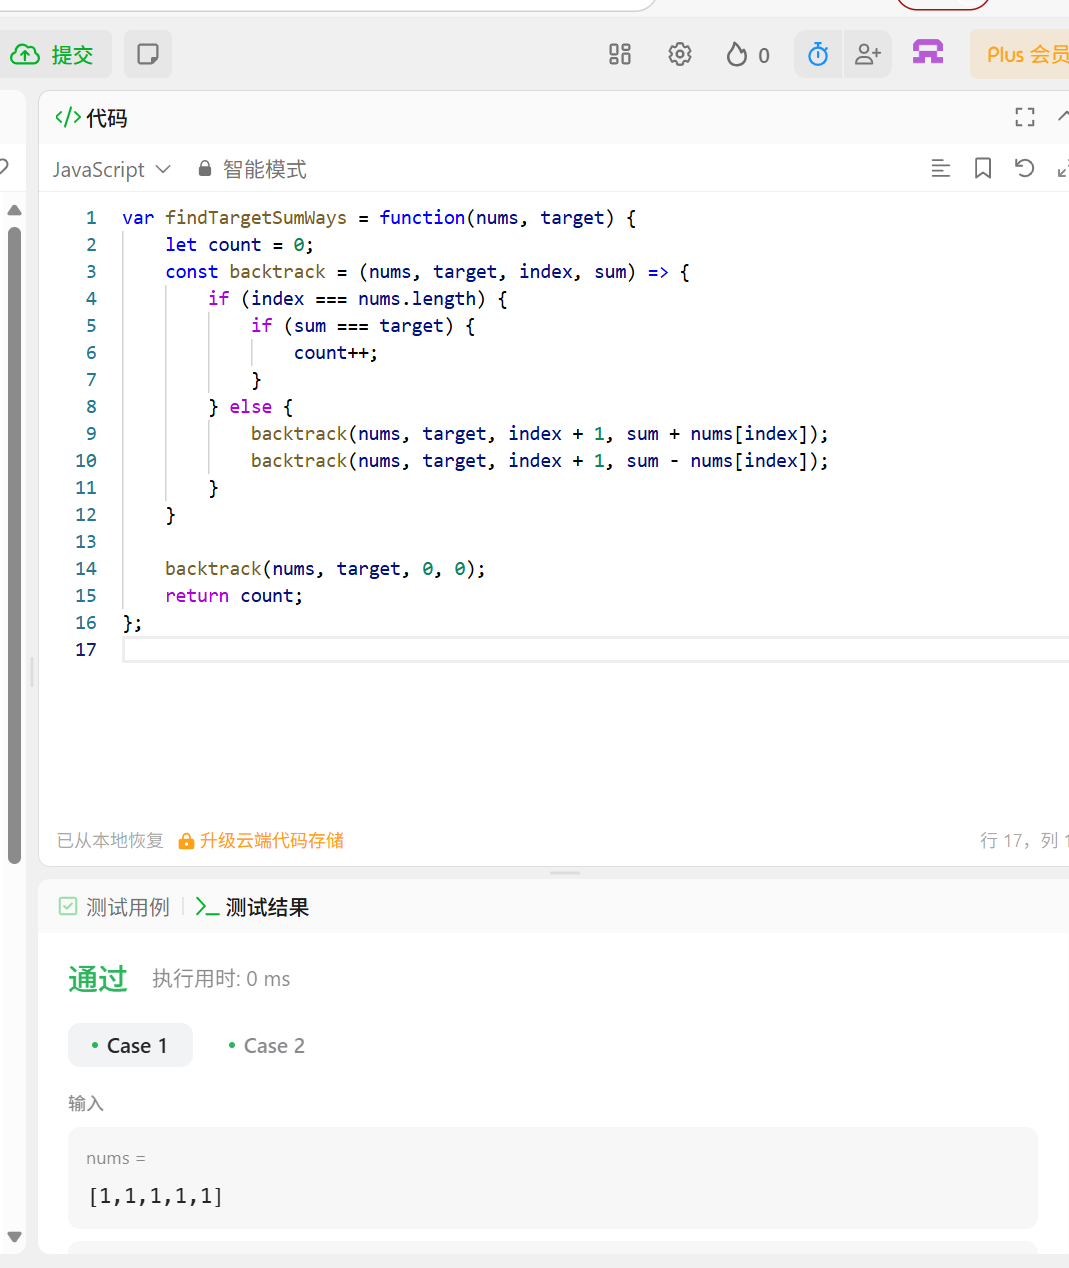 提交
0
Plus 会员
</> 代码
JavaScript 智能模式
1 var findTargetSumWays = function(nums, target) {
2     let count = 0;
3     const backtrack = (nums, target, index, sum) => {
4         if (index === nums.length) {
5             if (sum === target) {
6                 count++;
7             }
8         } else {
9             backtrack(nums, target, index + 1, sum + nums[index]);
10             backtrack(nums, target, index + 1, sum - nums[index]);
11         }
12     }
13
14     backtrack(nums, target, 0, 0);
15     return count;
16 };
17
已从本地恢复 升级云端代码存储 行 17, 列 1
测试用例 测试结果
通过 执行用时: 0 ms
• Case 1 • Case 2
输入
nums =
[1,1,1,1,1]